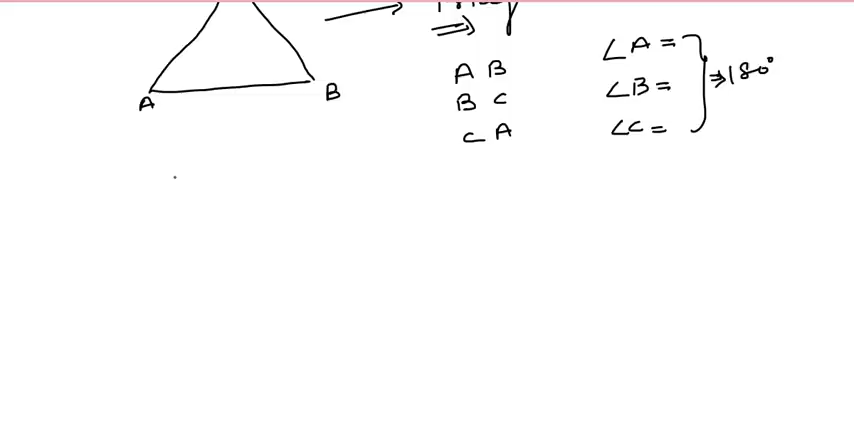 A B
B C
C A
∠A =
∠B =
∠C =
⇒ 180°
A
B